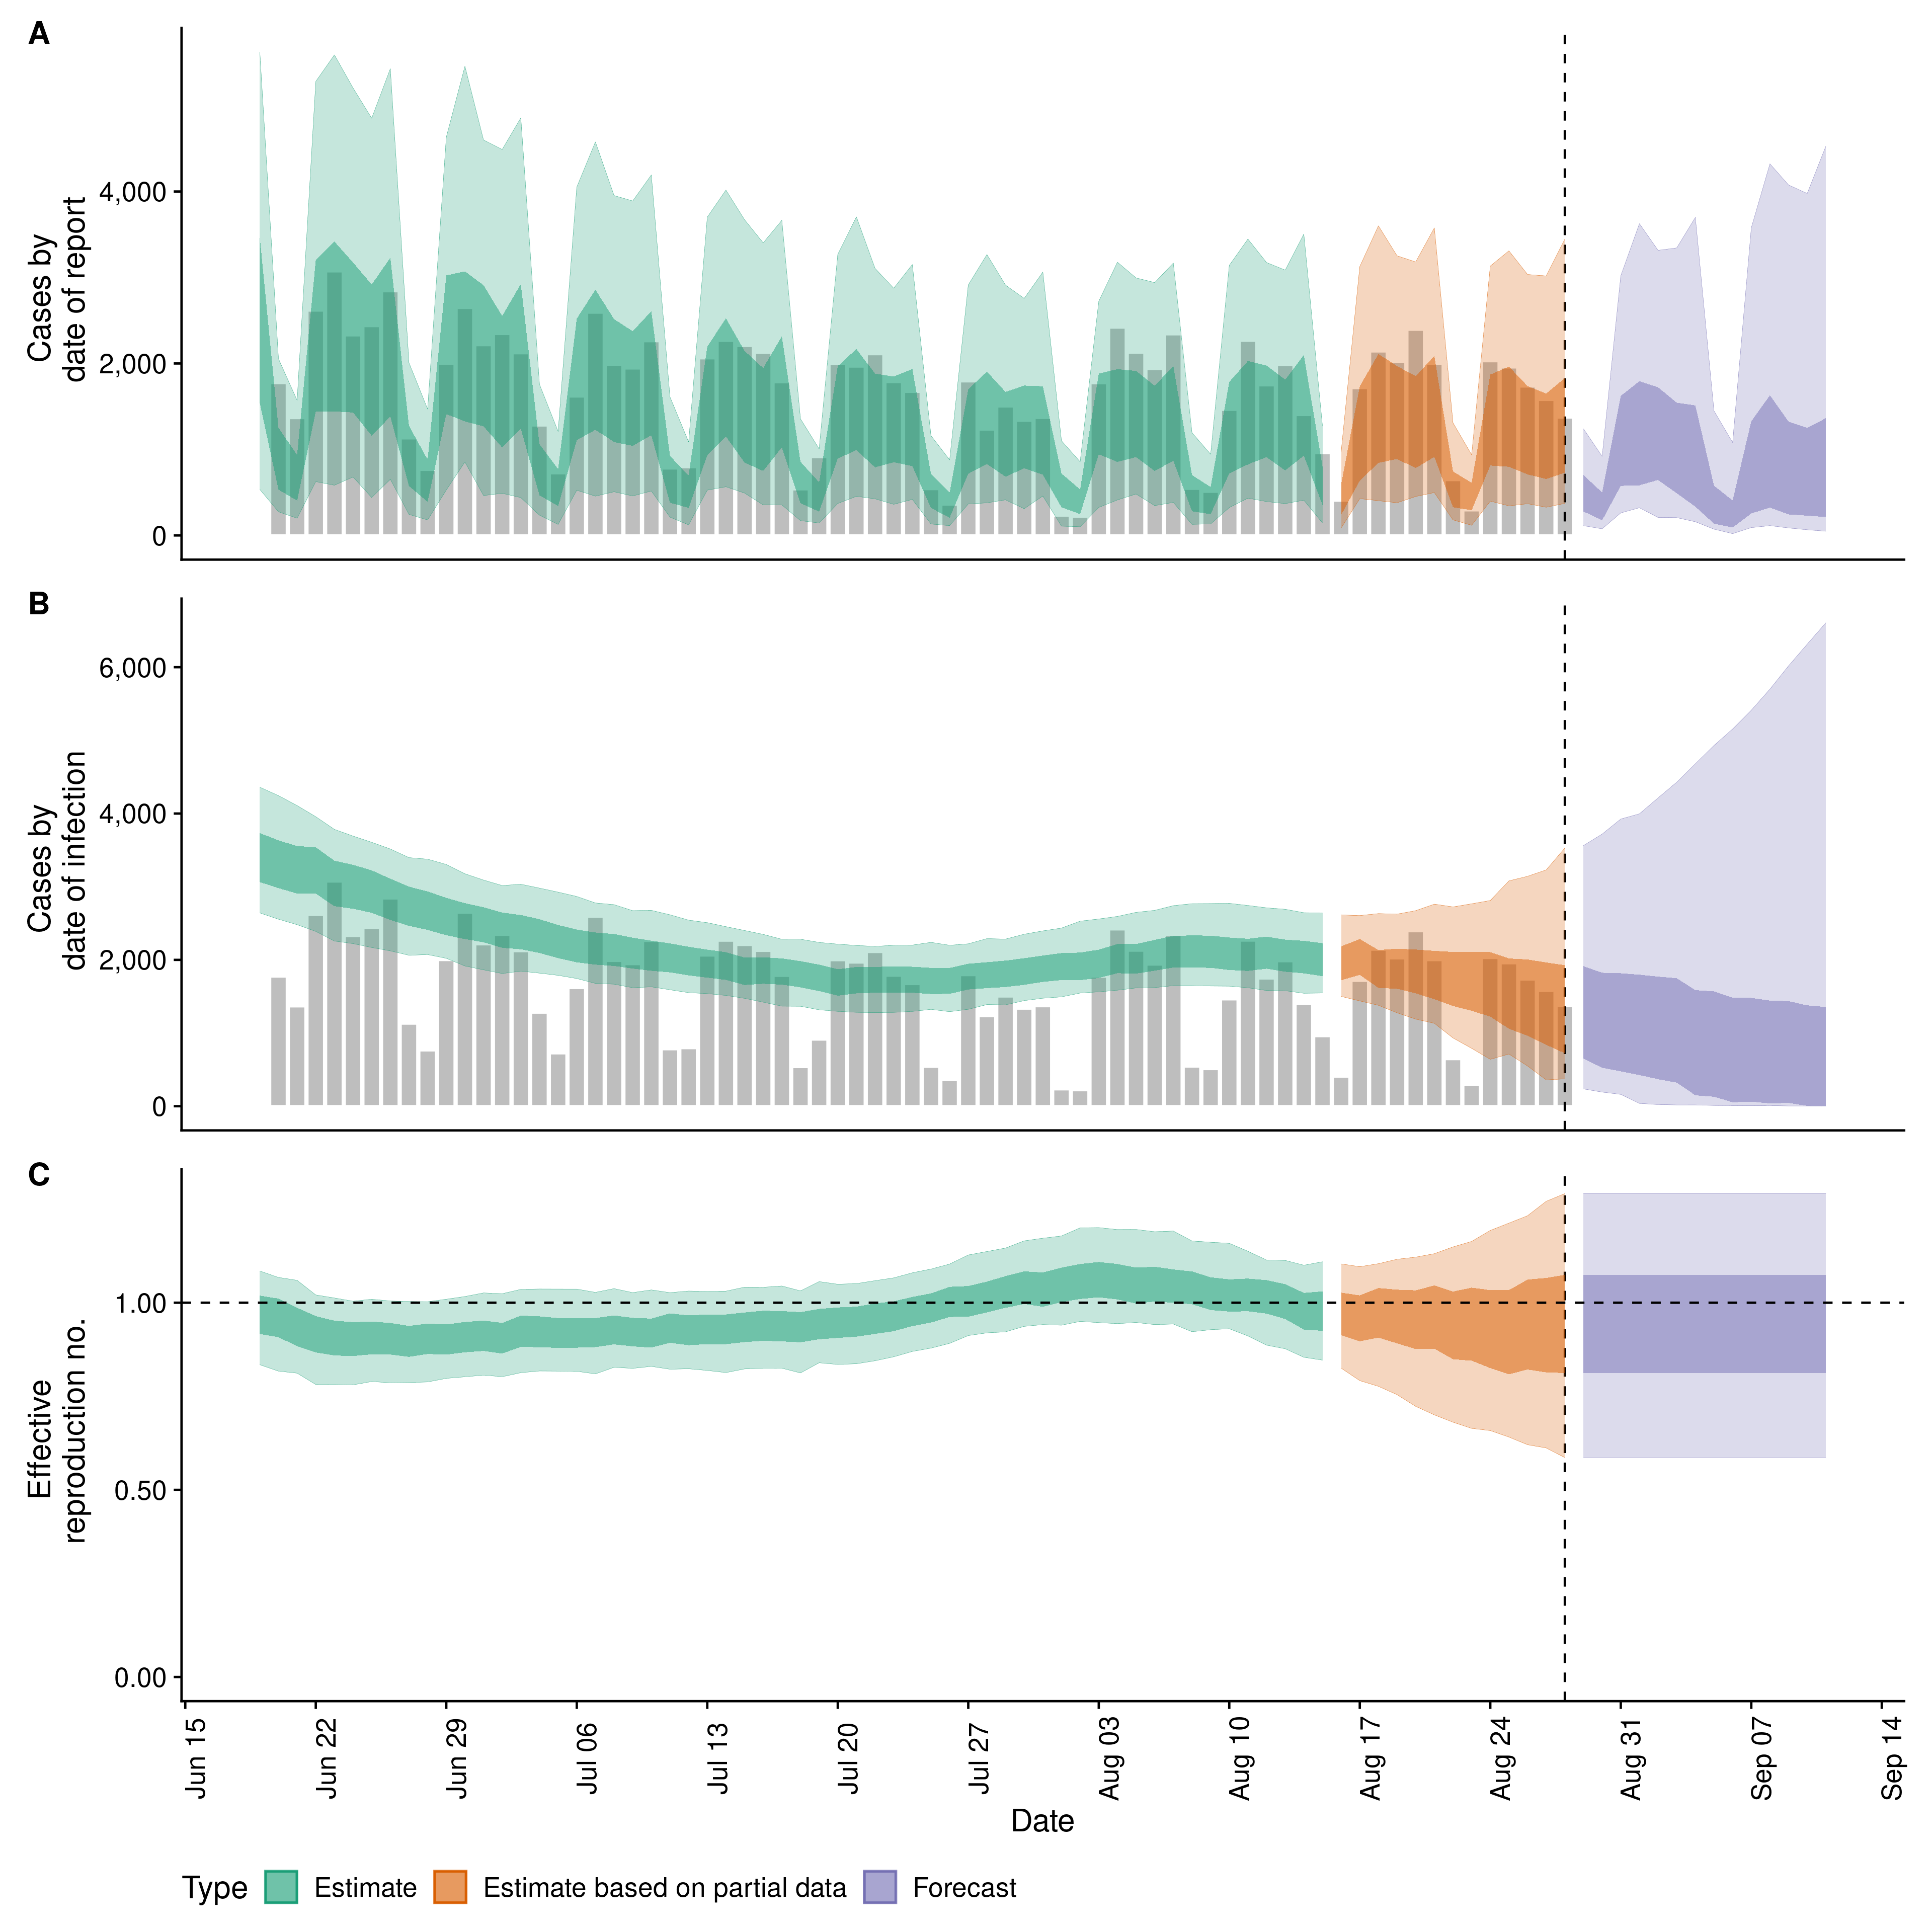 A
Cases by
date of report
4,000
2,000
0
B
Cases by
date of infection
6,000
4,000
2,000
0
C
Effective
reproduction no.
1.00
0.50
0.00
Jun 15
Jun 22
Jun 29
Jul 06
Jul 13
Jul 20
Jul 27
Aug 03
Aug 10
Aug 17
Aug 24
Aug 31
Sep 07
Sep 14
Date
Type Estimate Estimate based on partial data Forecast